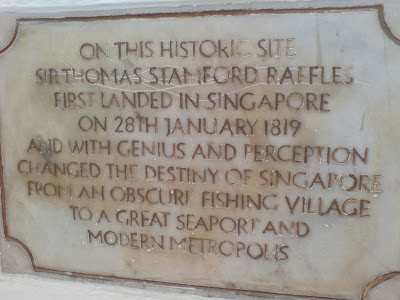 ON THIS HISTORIC SITE
SIR THOMAS STAMFORD RAFFLES
FIRST LANDED IN SINGAPORE
ON 28TH JANUARY 1819
AND WITH GENIUS AND PERCEPTION
CHANGED THE DESTINY OF SINGAPORE
FROM AN OBSCURE FISHING VILLAGE
TO A GREAT SEAPORT AND
MODERN METROPOLIS